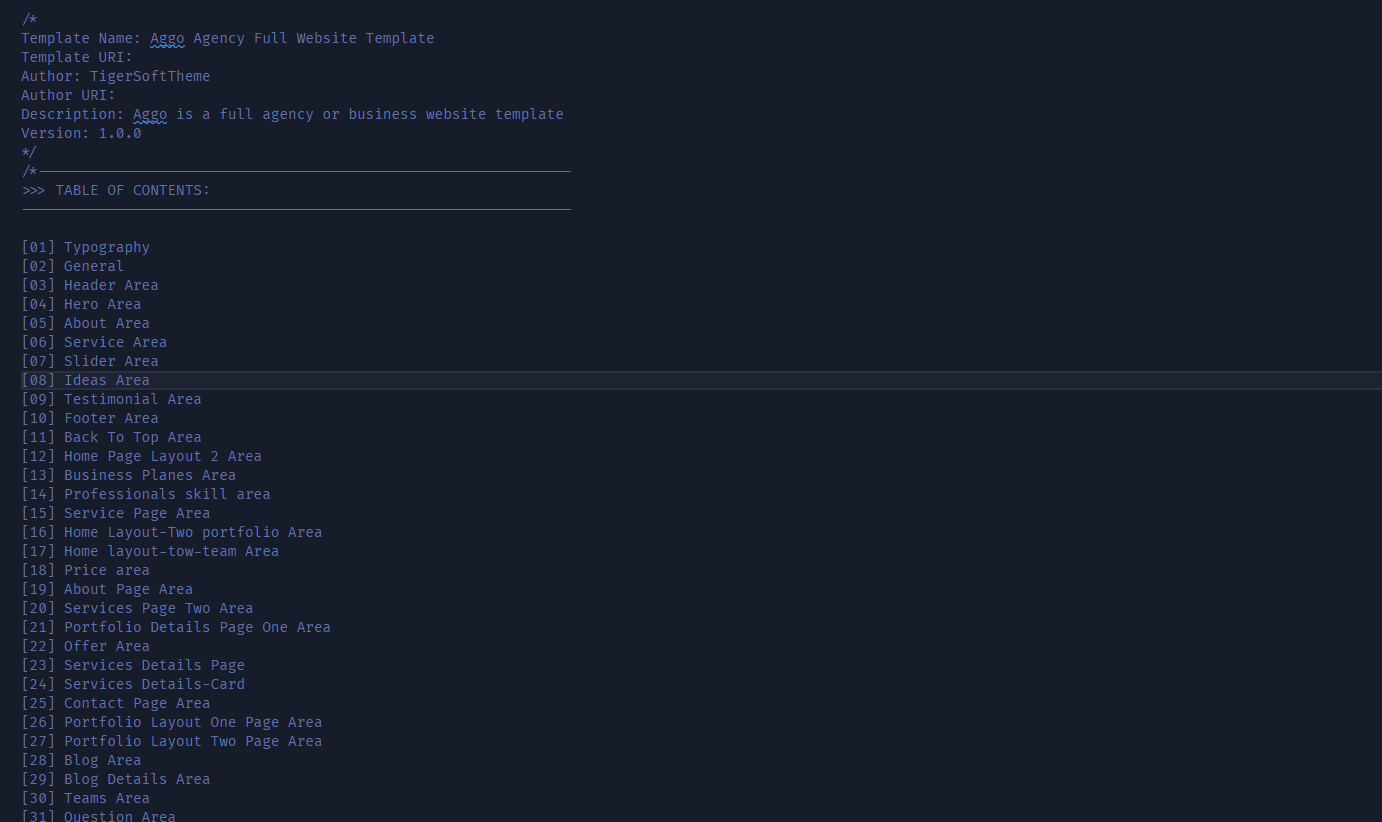 /*
Template Name: Aggo Agency Full Website Template
Template URI:
Author: TigerSoftTheme
Author URI:
Description: Aggo is a full agency or business website template
Version: 1.0.0
*/
/*------------------------------------------------------------------
>>> TABLE OF CONTENTS:
------------------------------------------------------------------
[01] Typography
[02] General
[03] Header Area
[04] Hero Area
[05] About Area
[06] Service Area
[07] Slider Area
[08] Ideas Area
[09] Testimonial Area
[10] Footer Area
[11] Back To Top Area
[12] Home Page Layout 2 Area
[13] Business Planes Area
[14] Professionals skill area
[15] Service Page Area
[16] Home Layout-Two portfolio Area
[17] Home layout-tow-team Area
[18] Price area
[19] About Page Area
[20] Services Page Two Area
[21] Portfolio Details Page One Area
[22] Offer Area
[23] Services Details Page
[24] Services Details-Card
[25] Contact Page Area
[26] Portfolio Layout One Page Area
[27] Portfolio Layout Two Page Area
[28] Blog Area
[29] Blog Details Area
[30] Teams Area
[31] Question Area